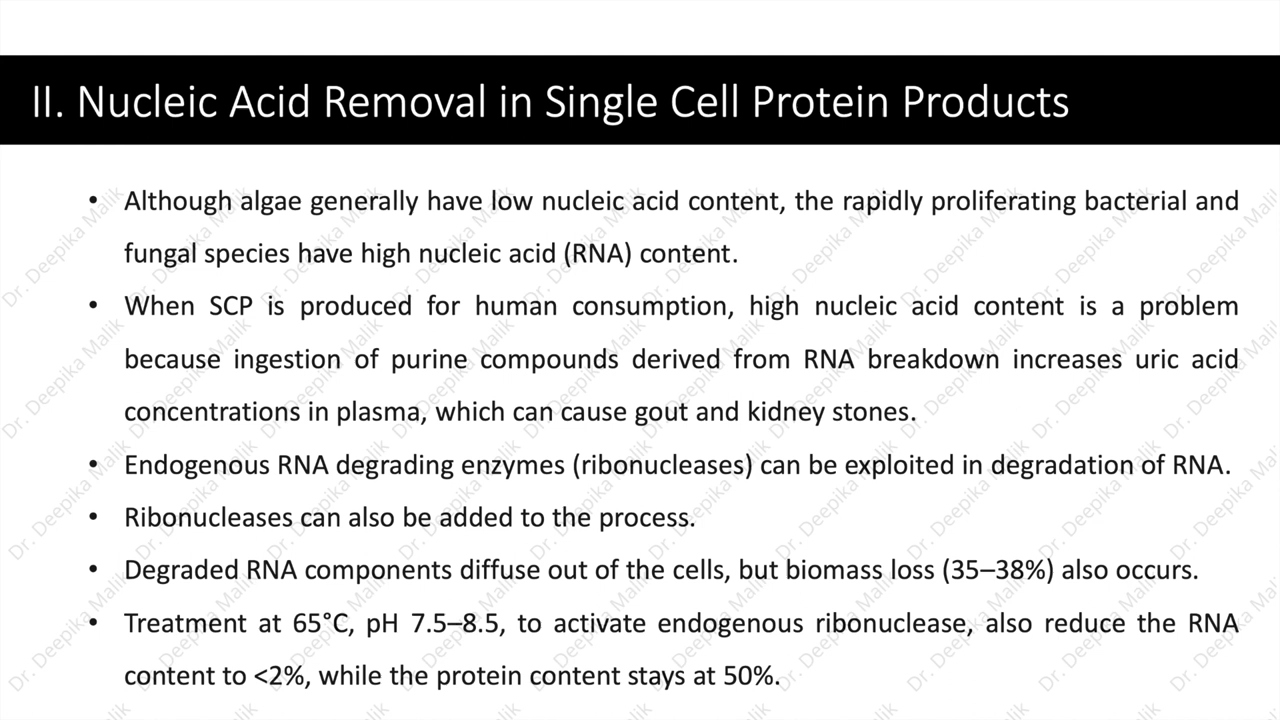 II. Nucleic Acid Removal in Single Cell Protein Products
• Although algae generally have low nucleic acid content, the rapidly proliferating bacterial and
fungal species have high nucleic acid (RNA) content.
• When SCP is produced for human consumption, high nucleic acid content is a problem
because ingestion of purine compounds derived from RNA breakdown increases uric acid
concentrations in plasma, which can cause gout and kidney stones.
• Endogenous RNA degrading enzymes (ribonucleases) can be exploited in degradation of RNA.
• Ribonucleases can also be added to the process.
• Degraded RNA components diffuse out of the cells, but biomass loss (35–38%) also occurs.
• Treatment at 65°C, pH 7.5–8.5, to activate endogenous ribonuclease, also reduce the RNA
content to <2%, while the protein content stays at 50%.
Dr. Deepika Malik